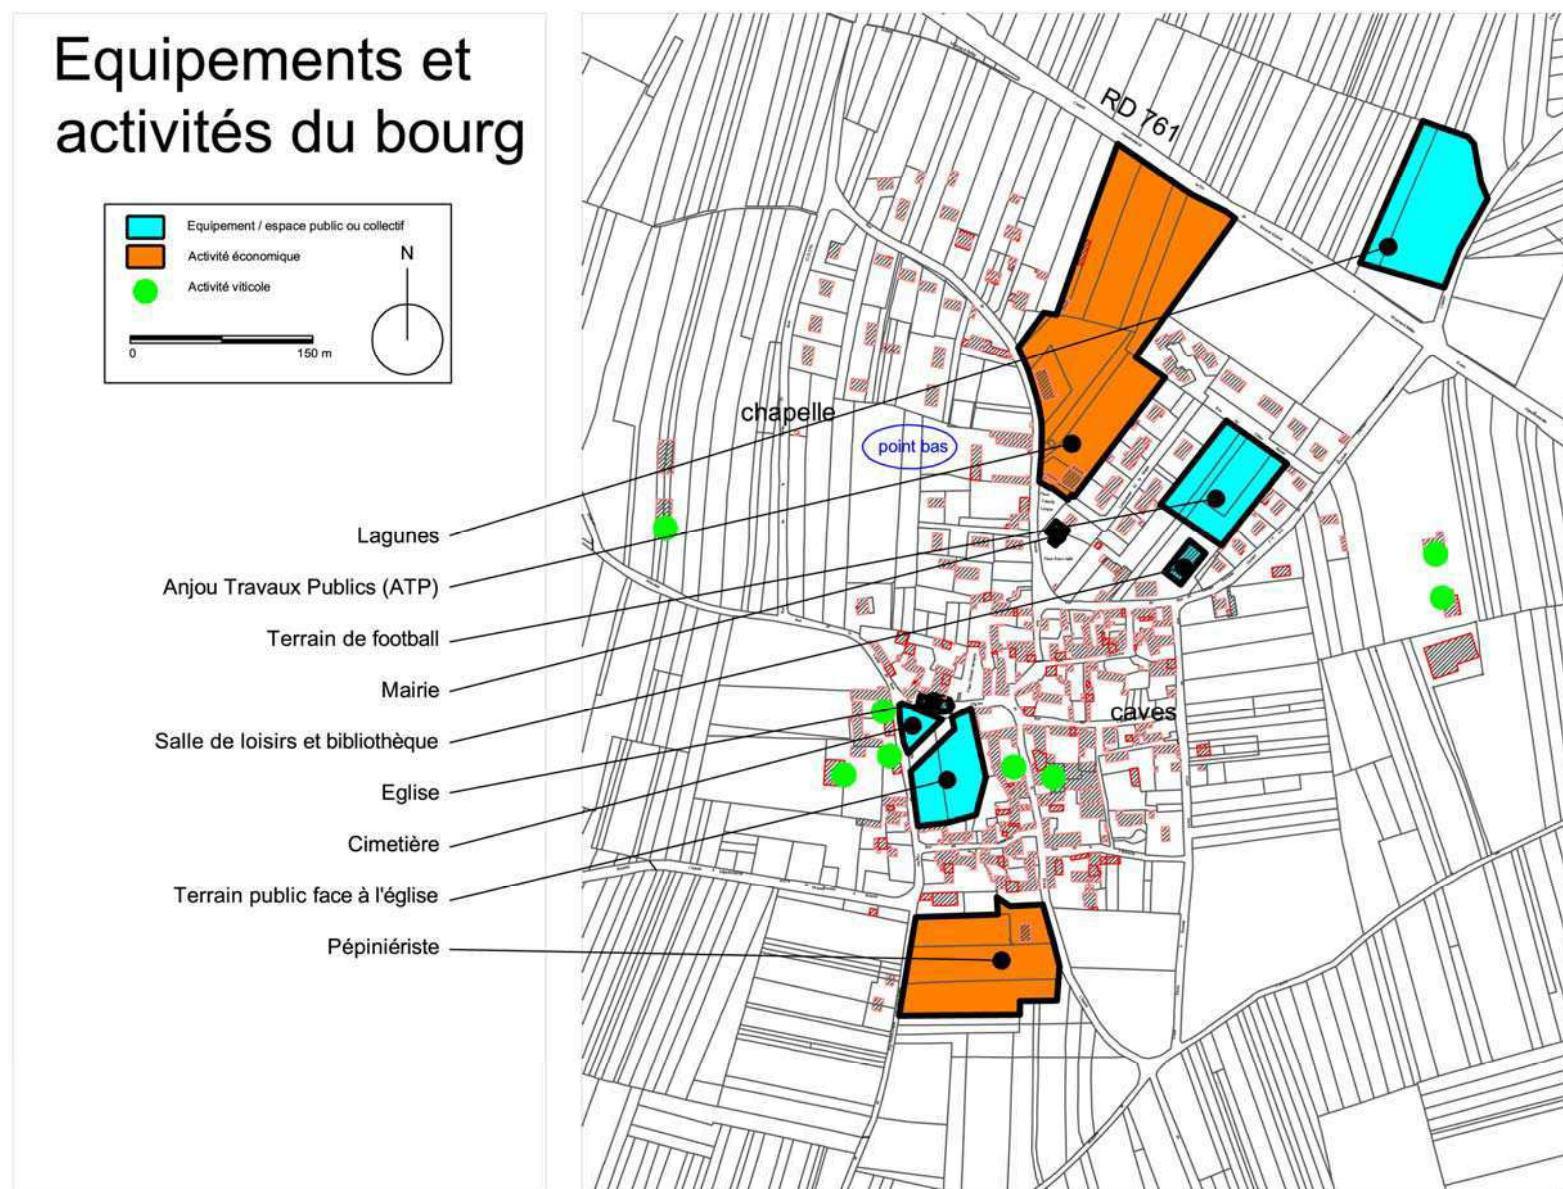 Equipements et
activités du bourg
Equipement / espace public ou collectif
Activité économique
Activité viticole
N
0
150 m
RD 761
chapelle
point bas
Lagunes
Anjou Travaux Publics (ATP)
Terrain de football
Mairie
Salle de loisirs et bibliothèque
caves
Eglise
Cimetière
Terrain public face à l'église
Pépiniériste